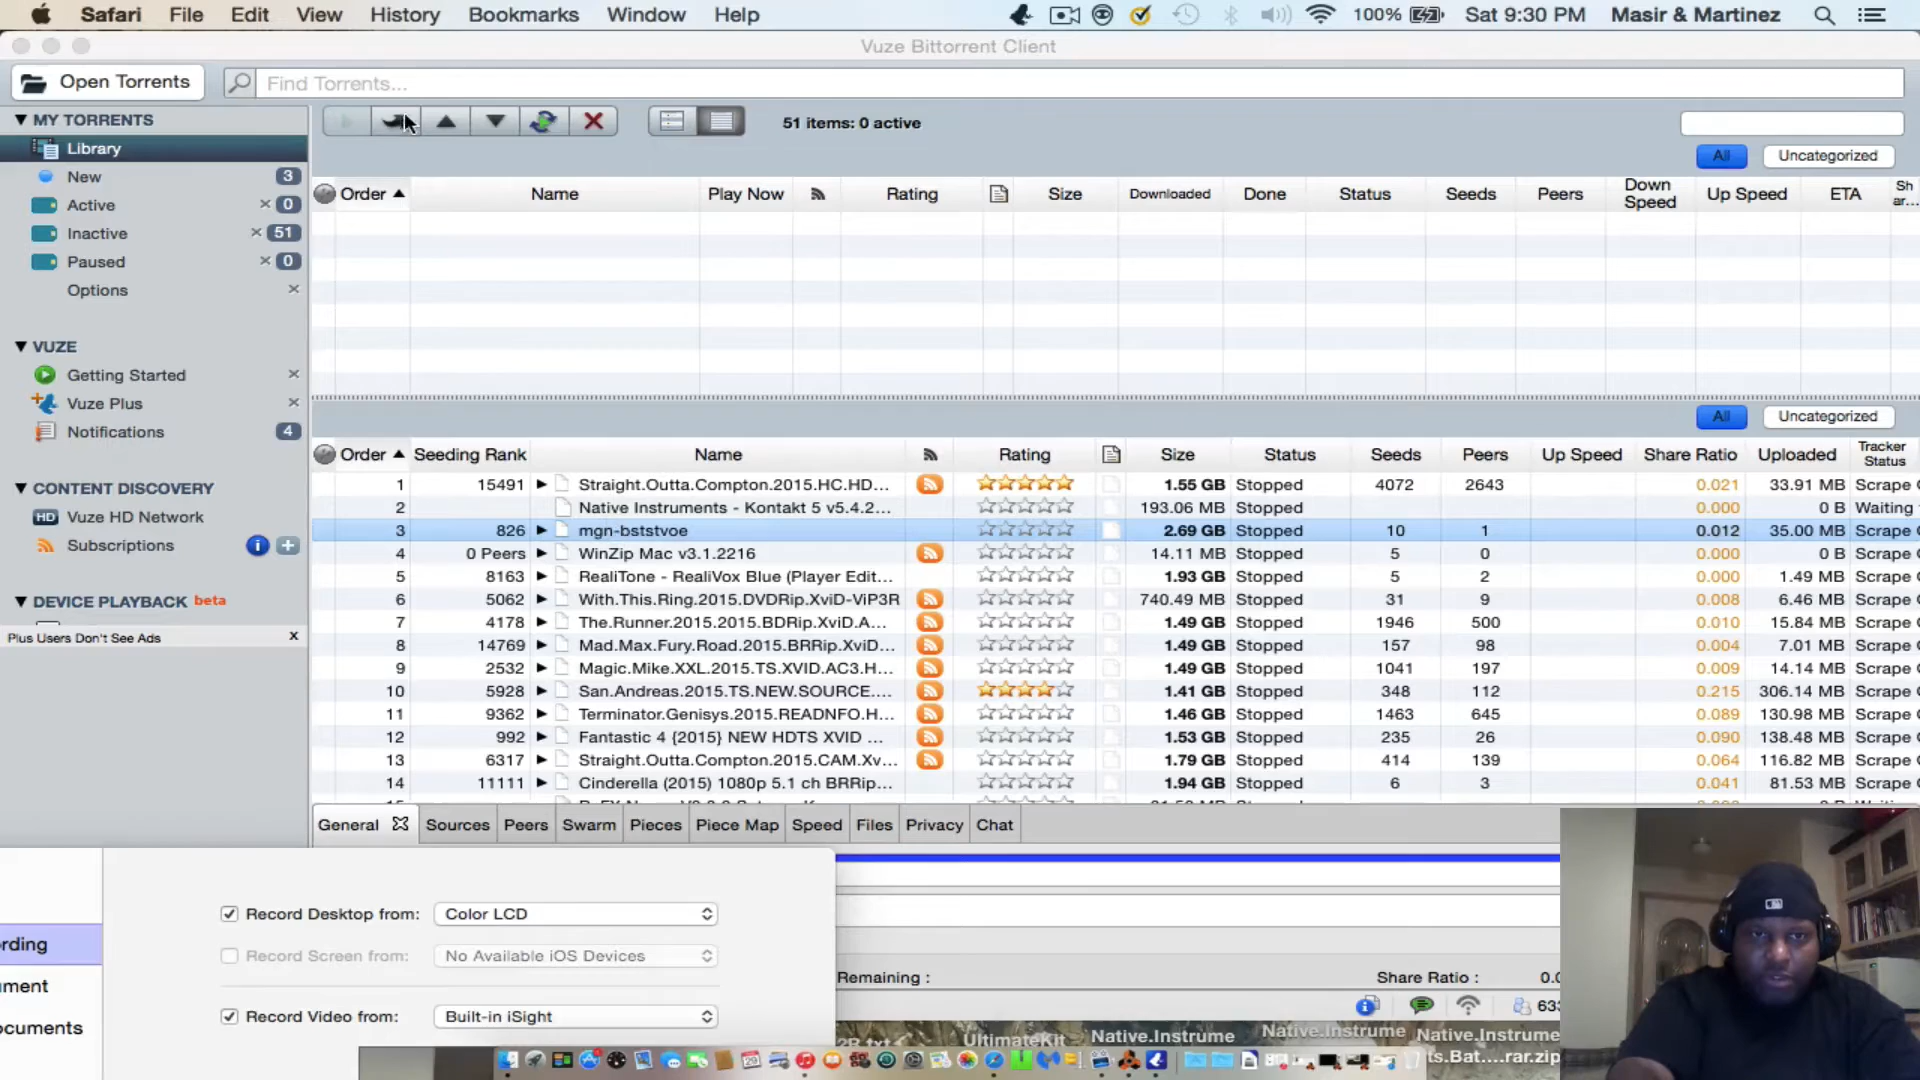 Safari File Edit View History Bookmarks Window Help 100% Sat 9:30 PM Masir & Martinez
Vuze Bittorrent Client
Open Torrents Find Torrents...
MY TORRENTS
51 items: 0 active
Library
All Uncategorized
New 3
Active × 0
Inactive × 51
Paused × 0
Options ×
Order Name Play Now Rating Size Downloaded Done Status Seeds Peers Down Speed Up Speed ETA Sh ar...
VUZE
Getting Started ×
Vuze Plus ×
Notifications 4
All Uncategorized
CONTENT DISCOVERY
HD Vuze HD Network
Subscriptions i +
DEVICE PLAYBACK beta
Plus Users Don't See Ads x
Order Seeding Rank Name Rating Size Status Seeds Peers Up Speed Share Ratio Uploaded Tracker Status
1 15491 Straight.Outta.Compton.2015.HC.HD... 1.55 GB Stopped 4072 2643 0.021 33.91 MB Scrape
2 Native Instruments - Kontakt 5 v5.4.2... 193.06 MB Stopped 0.000 0 B Waiting
3 826 mgn-bststvoe 2.69 GB Stopped 10 1 0.012 35.00 MB Scrape
4 0 Peers WinZip Mac v3.1.2216 14.11 MB Stopped 5 0 0.000 0 B Scrape
5 8163 RealiTone - RealiVox Blue (Player Edit... 1.93 GB Stopped 5 2 0.000 1.49 MB Scrape
6 5062 With.This.Ring.2015.DVDRip.XviD-ViP3R 740.49 MB Stopped 31 9 0.008 6.46 MB Scrape
7 4178 The.Runner.2015.2015.BDRip.XviD.A... 1.49 GB Stopped 1946 500 0.010 15.84 MB Scrape
8 14769 Mad.Max.Fury.Road.2015.BRRip.XviD... 1.49 GB Stopped 157 98 0.004 7.01 MB Scrape
9 2532 Magic.Mike.XXL.2015.TS.XVID.AC3.H... 1.49 GB Stopped 1041 197 0.009 14.14 MB Scrape
10 5928 San.Andreas.2015.TS.NEW.SOURCE.... 1.41 GB Stopped 348 112 0.215 306.14 MB Scrape
11 9362 Terminator.Genisys.2015.READNFO.H... 1.46 GB Stopped 1463 645 0.089 130.98 MB Scrape
12 992 Fantastic 4 {2015} NEW HDTS XVID ... 1.53 GB Stopped 235 26 0.090 138.48 MB Scrape
13 6317 Straight.Outta.Compton.2015.CAM.Xv... 1.79 GB Stopped 414 139 0.064 116.82 MB Scrape
14 11111 Cinderella (2015) 1080p 5.1 ch BRRip... 1.94 GB Stopped 6 3 0.041 81.53 MB Scrape
General Sources Peers Swarm Pieces Piece Map Speed Files Privacy Chat
Record Desktop from: Color LCD
rding
Record Screen from: No Available iOS Devices
Remaining : Share Ratio : 0.0
ment
Record Video from: Built-in iSight
ocuments
633
UltimateKit Native.Instrume Native.Instrume Native.Instrume
ts.Bat....rar.zip